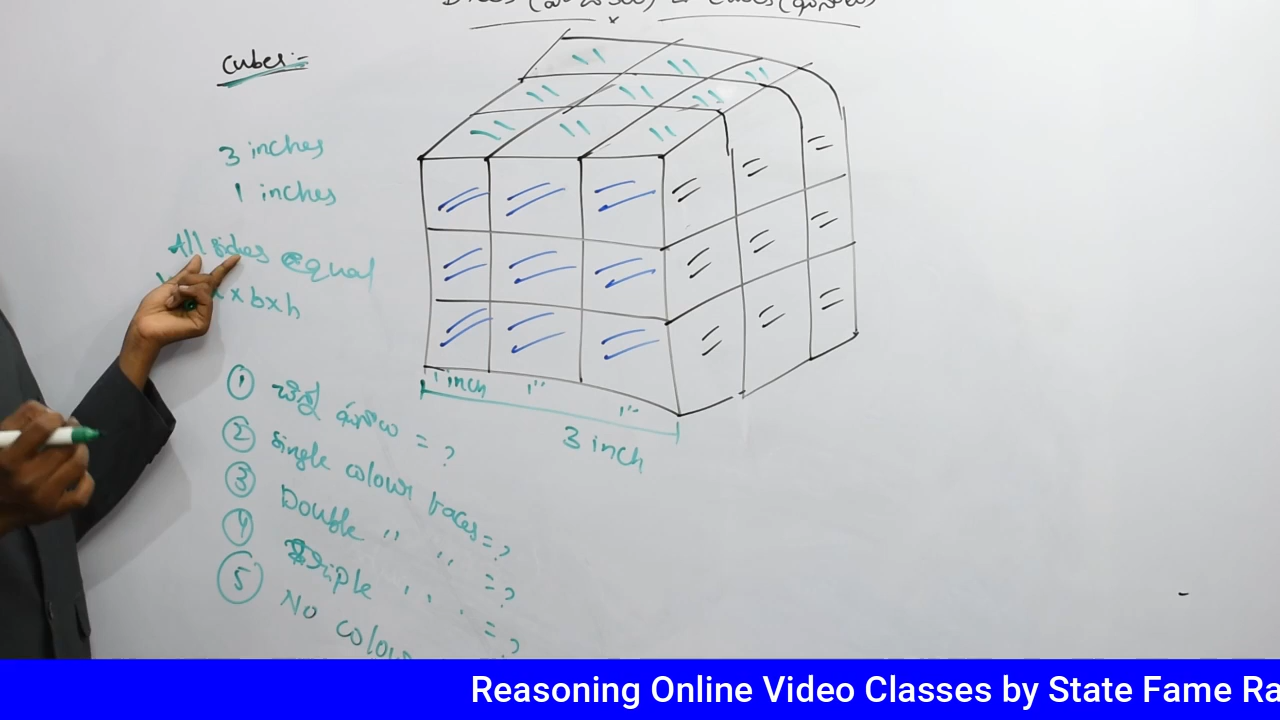 Cubes:-
3 inches
1 inches
All sides equal
x b x h
1 inch 1" 1"
3 inch
① చిన్న ఘనాలు = ?
② Single colour faces = ?
③ Double " " = ?
④ Triple " " = ?
⑤ No colour
Reasoning Online Video Classes by State Fame Ra